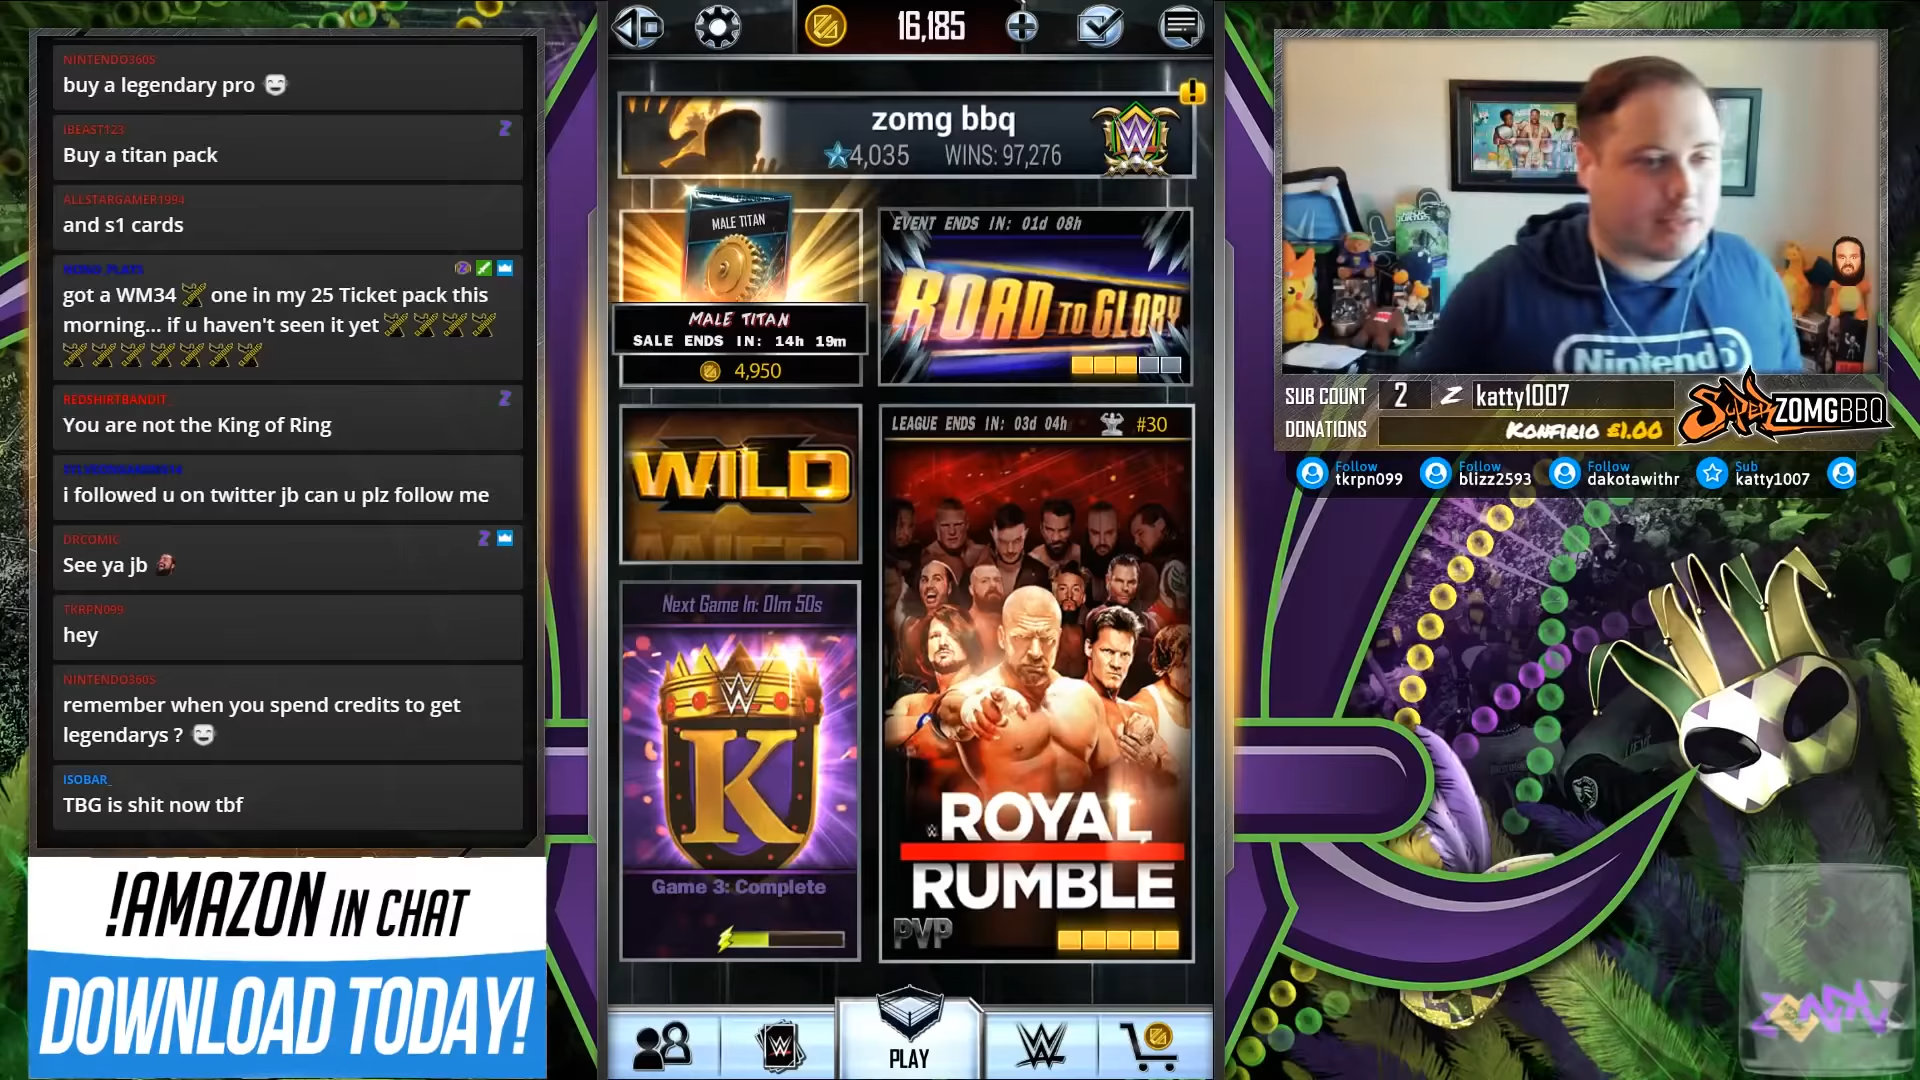 NINTENDO360S
buy a legendary pro
IBEAST123
Buy a titan pack
ALLSTARGAMER1994
and s1 cards
got a WM34 one in my 25 Ticket pack this
morning... if u haven't seen it yet
REDSHIRTBANDIT_
You are not the King of Ring
i followed u on twitter jb can u plz follow me
DRCOMIC
See ya jb
TKRPN099
hey
NINTENDO360S
remember when you spend credits to get
legendarys ?
ISOBAR_
TBG is shit now tbf
!AMAZON IN CHAT
DOWNLOAD TODAY!
16,185
zomg bbq
4,035 WINS: 97,276
MALE TITAN
MALE TITAN
SALE ENDS IN: 14h 19m
4,950
EVENT ENDS IN: 01d 08h
ROAD TO GLORY
WILD
LEAGUE ENDS IN: 03d 04h #30
Next Game In: 01m 50s
K
Game 3: Complete
ROYAL
RUMBLE
PVP
PLAY
Nintendo
SUB COUNT 2 Z katty1007
DONATIONS KONFIRIO £1.00
SUPER ZOMGBBQ
Follow
tkrpn099
Follow
blizz2593
Follow
dakotawithr
Sub
katty1007